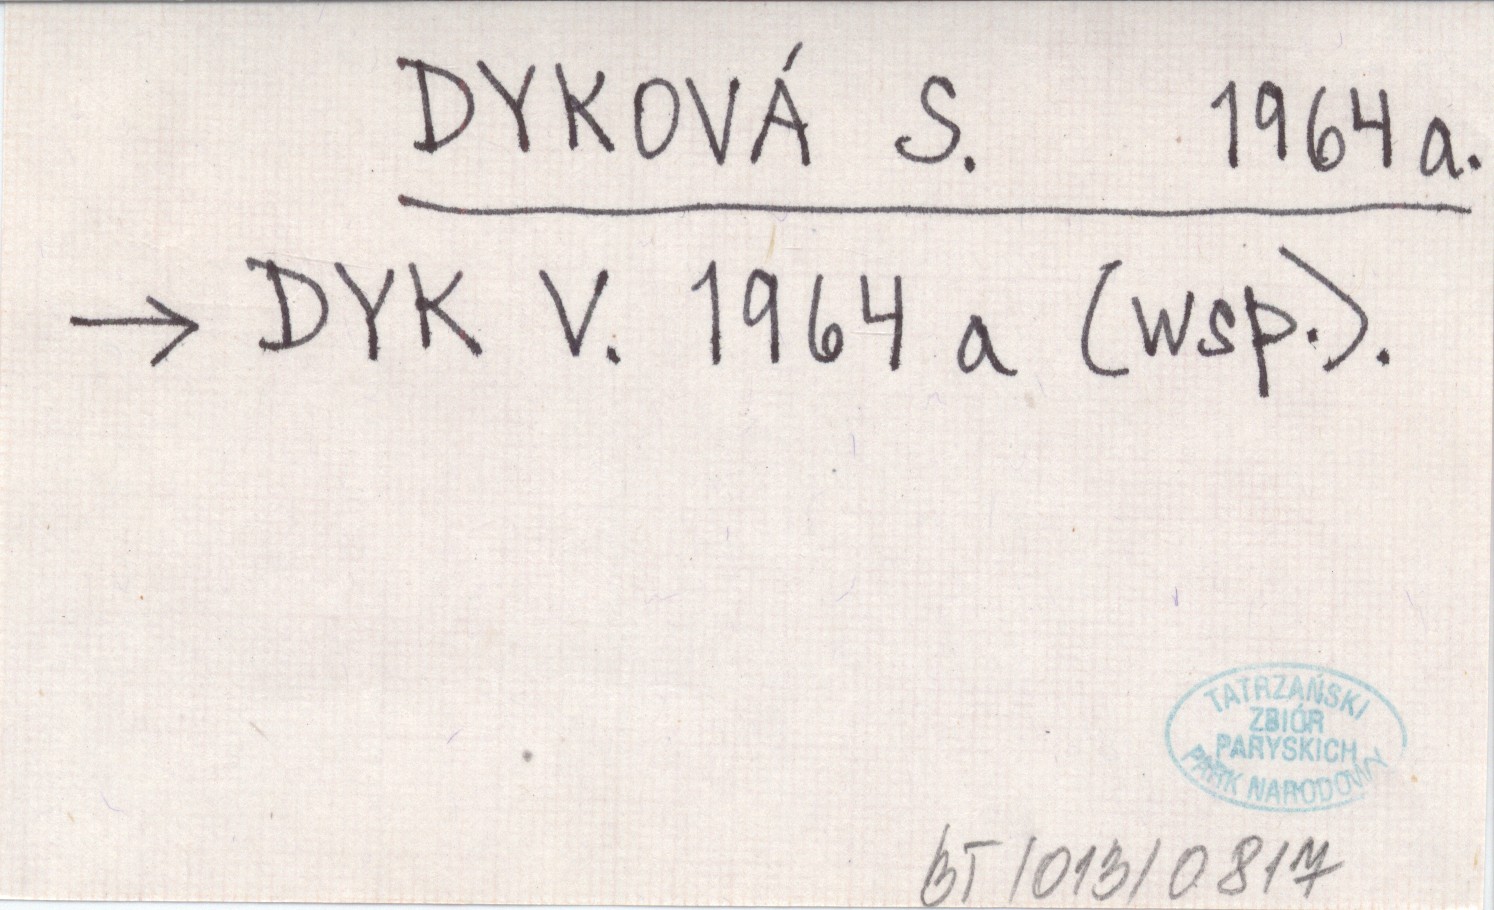 DYKOVÁ S. 1964 a.
→ DYK V. 1964 a (wsp.).
TATRZAŃSKI
ZBIÓR
PARYSKICH
PARK NARODOWY
BT/013/0817